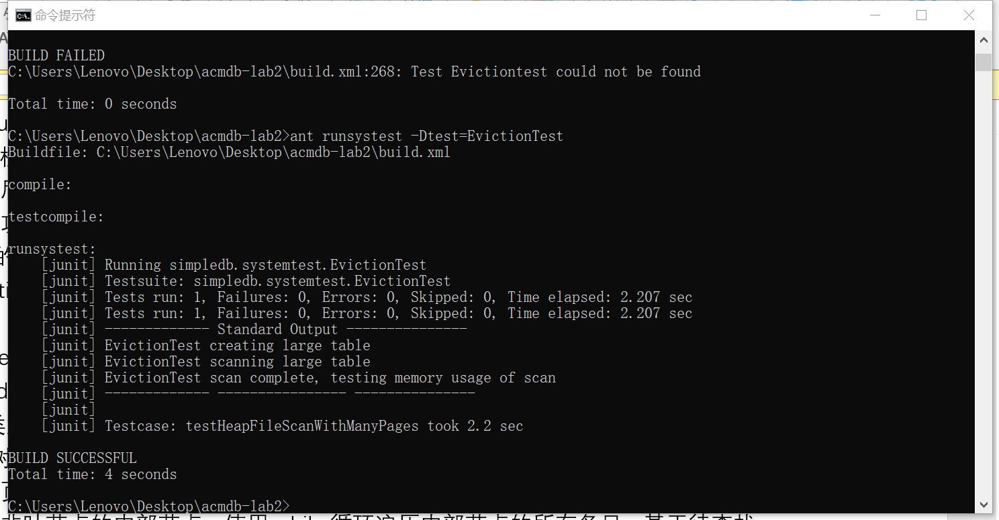 命令提示符
BUILD FAILED
C:\Users\Lenovo\Desktop\acmdb-lab2\build.xml:268: Test Evictiontest could not be found
Total time: 0 seconds
C:\Users\Lenovo\Desktop\acmdb-lab2>ant runsystest -Dtest=EvictionTest
Buildfile: C:\Users\Lenovo\Desktop\acmdb-lab2\build.xml
compile:
testcompile:
runsystest:
[junit] Running simpledb.systemtest.EvictionTest
[junit] Testsuite: simpledb.systemtest.EvictionTest
[junit] Tests run: 1, Failures: 0, Errors: 0, Skipped: 0, Time elapsed: 2.207 sec
[junit] Tests run: 1, Failures: 0, Errors: 0, Skipped: 0, Time elapsed: 2.207 sec
[junit] ------------- Standard Output ---------------
[junit] EvictionTest creating large table
[junit] EvictionTest scanning large table
[junit] EvictionTest scan complete, testing memory usage of scan
[junit] ------------- ---------------- ---------------
[junit]
[junit] Testcase: testHeapFileScanWithManyPages took 2.2 sec
BUILD SUCCESSFUL
Total time: 4 seconds
C:\Users\Lenovo\Desktop\acmdb-lab2>